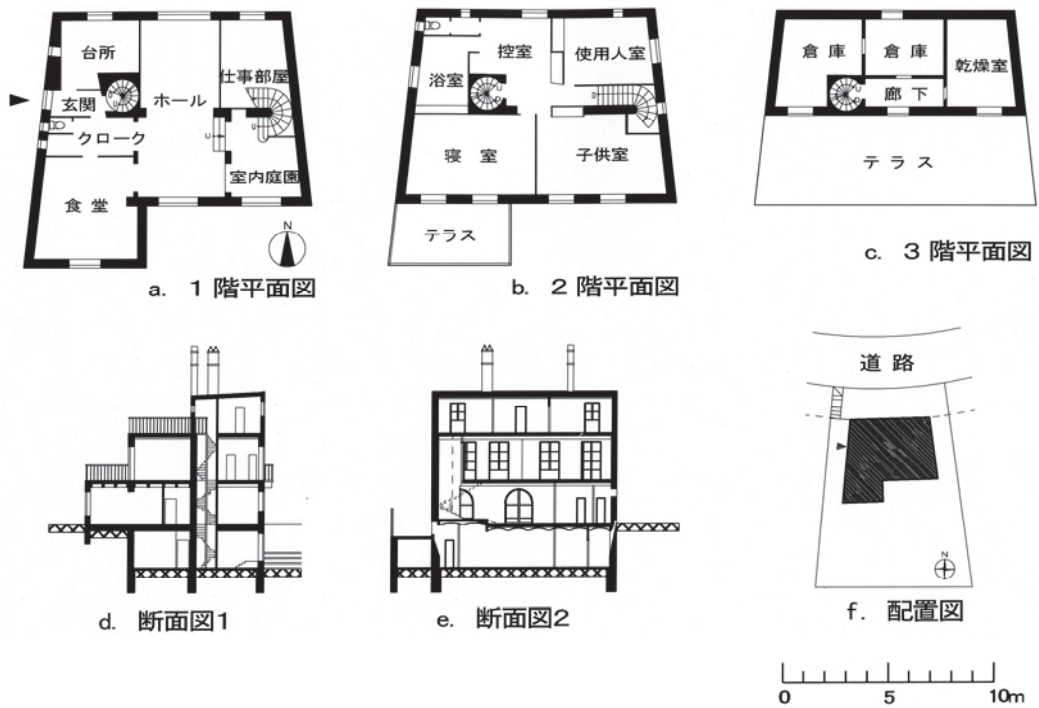 台所
仕事部屋
ホール
玄関
クローク
室内庭園
食堂
N
a. 1階平面図
控室
使用人室
浴室
寝室
子供室
テラス
b. 2階平面図
倉庫
倉庫
乾燥室
廊下
テラス
c. 3階平面図
d. 断面図1
e. 断面図2
道路
N
f. 配置図
0 5 10m